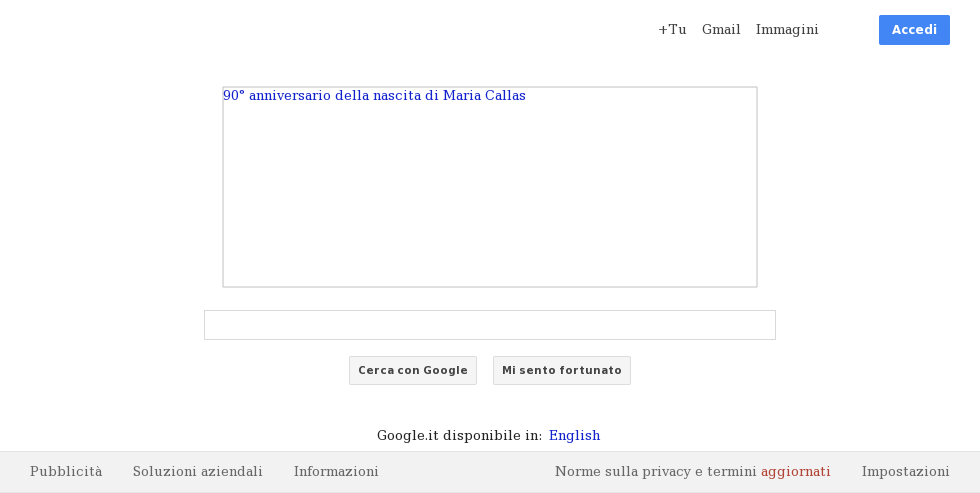 +Tu Gmail Immagini Accedi
90° anniversario della nascita di Maria Callas
Cerca con Google Mi sento fortunato
Google.it disponibile in: English
Pubblicità Soluzioni aziendali Informazioni Norme sulla privacy e termini aggiornati Impostazioni